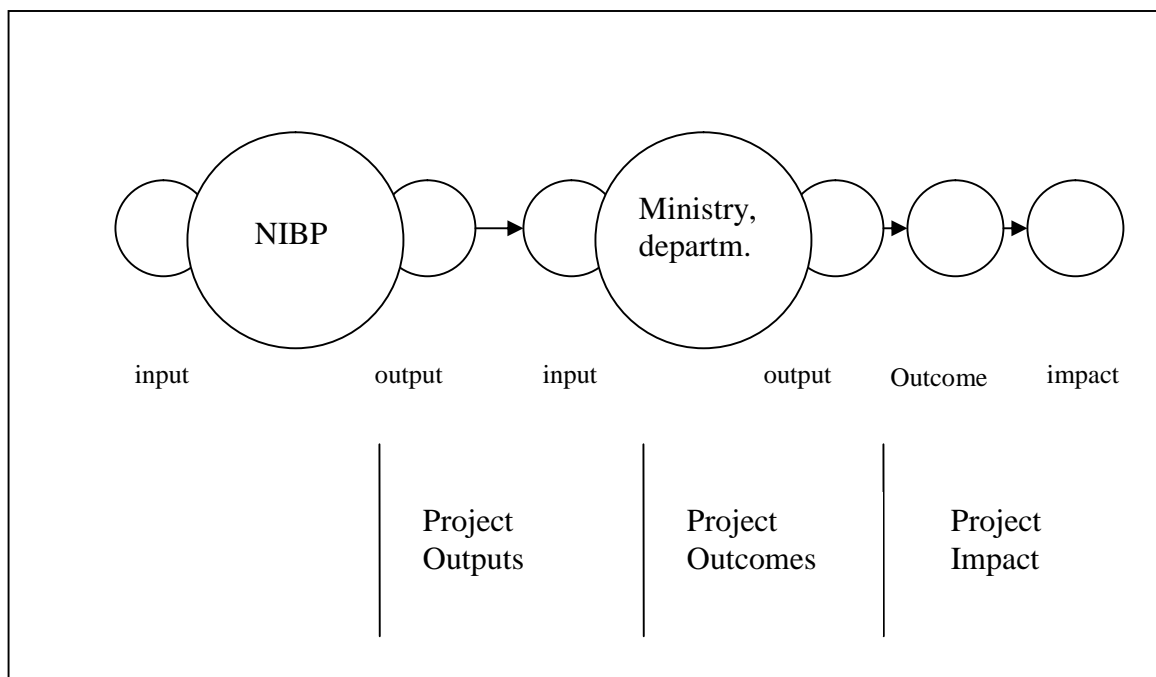 NIBP
Ministry,
departm.
input
output
input
output
Outcome
impact
Project
Outputs
Project
Outcomes
Project
Impact